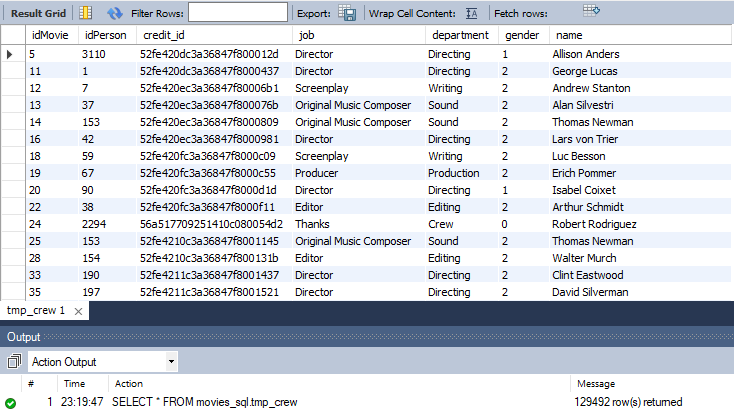 Result Grid Filter Rows: Export: Wrap Cell Content: Fetch rows:
idMovie idPerson credit_id job department gender name
5 3110 52fe420dc3a36847f800012d Director Directing 1 Allison Anders
11 1 52fe420dc3a36847f8000437 Director Directing 2 George Lucas
12 7 52fe420ec3a36847f80006b1 Screenplay Writing 2 Andrew Stanton
13 37 52fe420ec3a36847f800076b Original Music Composer Sound 2 Alan Silvestri
14 153 52fe420ec3a36847f8000809 Original Music Composer Sound 2 Thomas Newman
16 42 52fe420ec3a36847f8000981 Director Directing 2 Lars von Trier
18 59 52fe420fc3a36847f8000c09 Screenplay Writing 2 Luc Besson
19 67 52fe420fc3a36847f8000c55 Producer Production 2 Erich Pommer
20 90 52fe420fc3a36847f8000d1d Director Directing 1 Isabel Coixet
22 38 52fe420fc3a36847f8000f11 Editor Editing 2 Arthur Schmidt
24 2294 56a517709251410c080054d2 Thanks Crew 0 Robert Rodriguez
25 153 52fe4210c3a36847f8001145 Original Music Composer Sound 2 Thomas Newman
28 154 52fe4210c3a36847f800131b Editor Editing 2 Walter Murch
33 190 52fe4211c3a36847f8001437 Director Directing 2 Clint Eastwood
35 197 52fe4211c3a36847f8001521 Director Directing 2 David Silverman
tmp_crew 1
Output
Action Output
# Time Action Message
1 23:19:47 SELECT * FROM movies_sql.tmp_crew 129492 row(s) returned